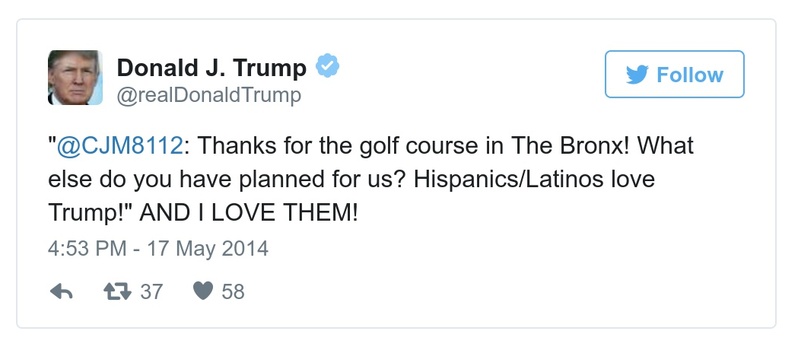 Donald J. Trump
@realDonaldTrump
Follow
"@CJM8112: Thanks for the golf course in The Bronx! What
else do you have planned for us? Hispanics/Latinos love
Trump!" AND I LOVE THEM!
4:53 PM - 17 May 2014
37 58